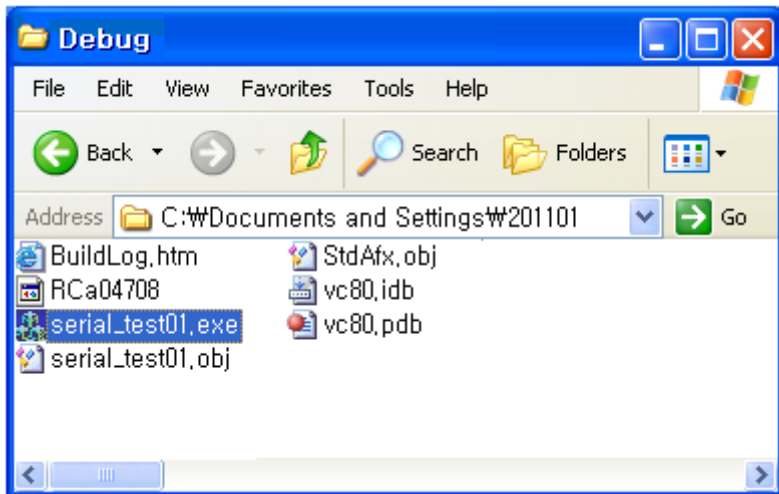 Debug
File Edit View Favorites Tools Help
Back Search Folders
Address C:₩Documents and Settings₩201101 Go
BuildLog,htm StdAfx,obj
RCa04708 vc80,idb
serial_test01,exe vc80,pdb
serial_test01,obj